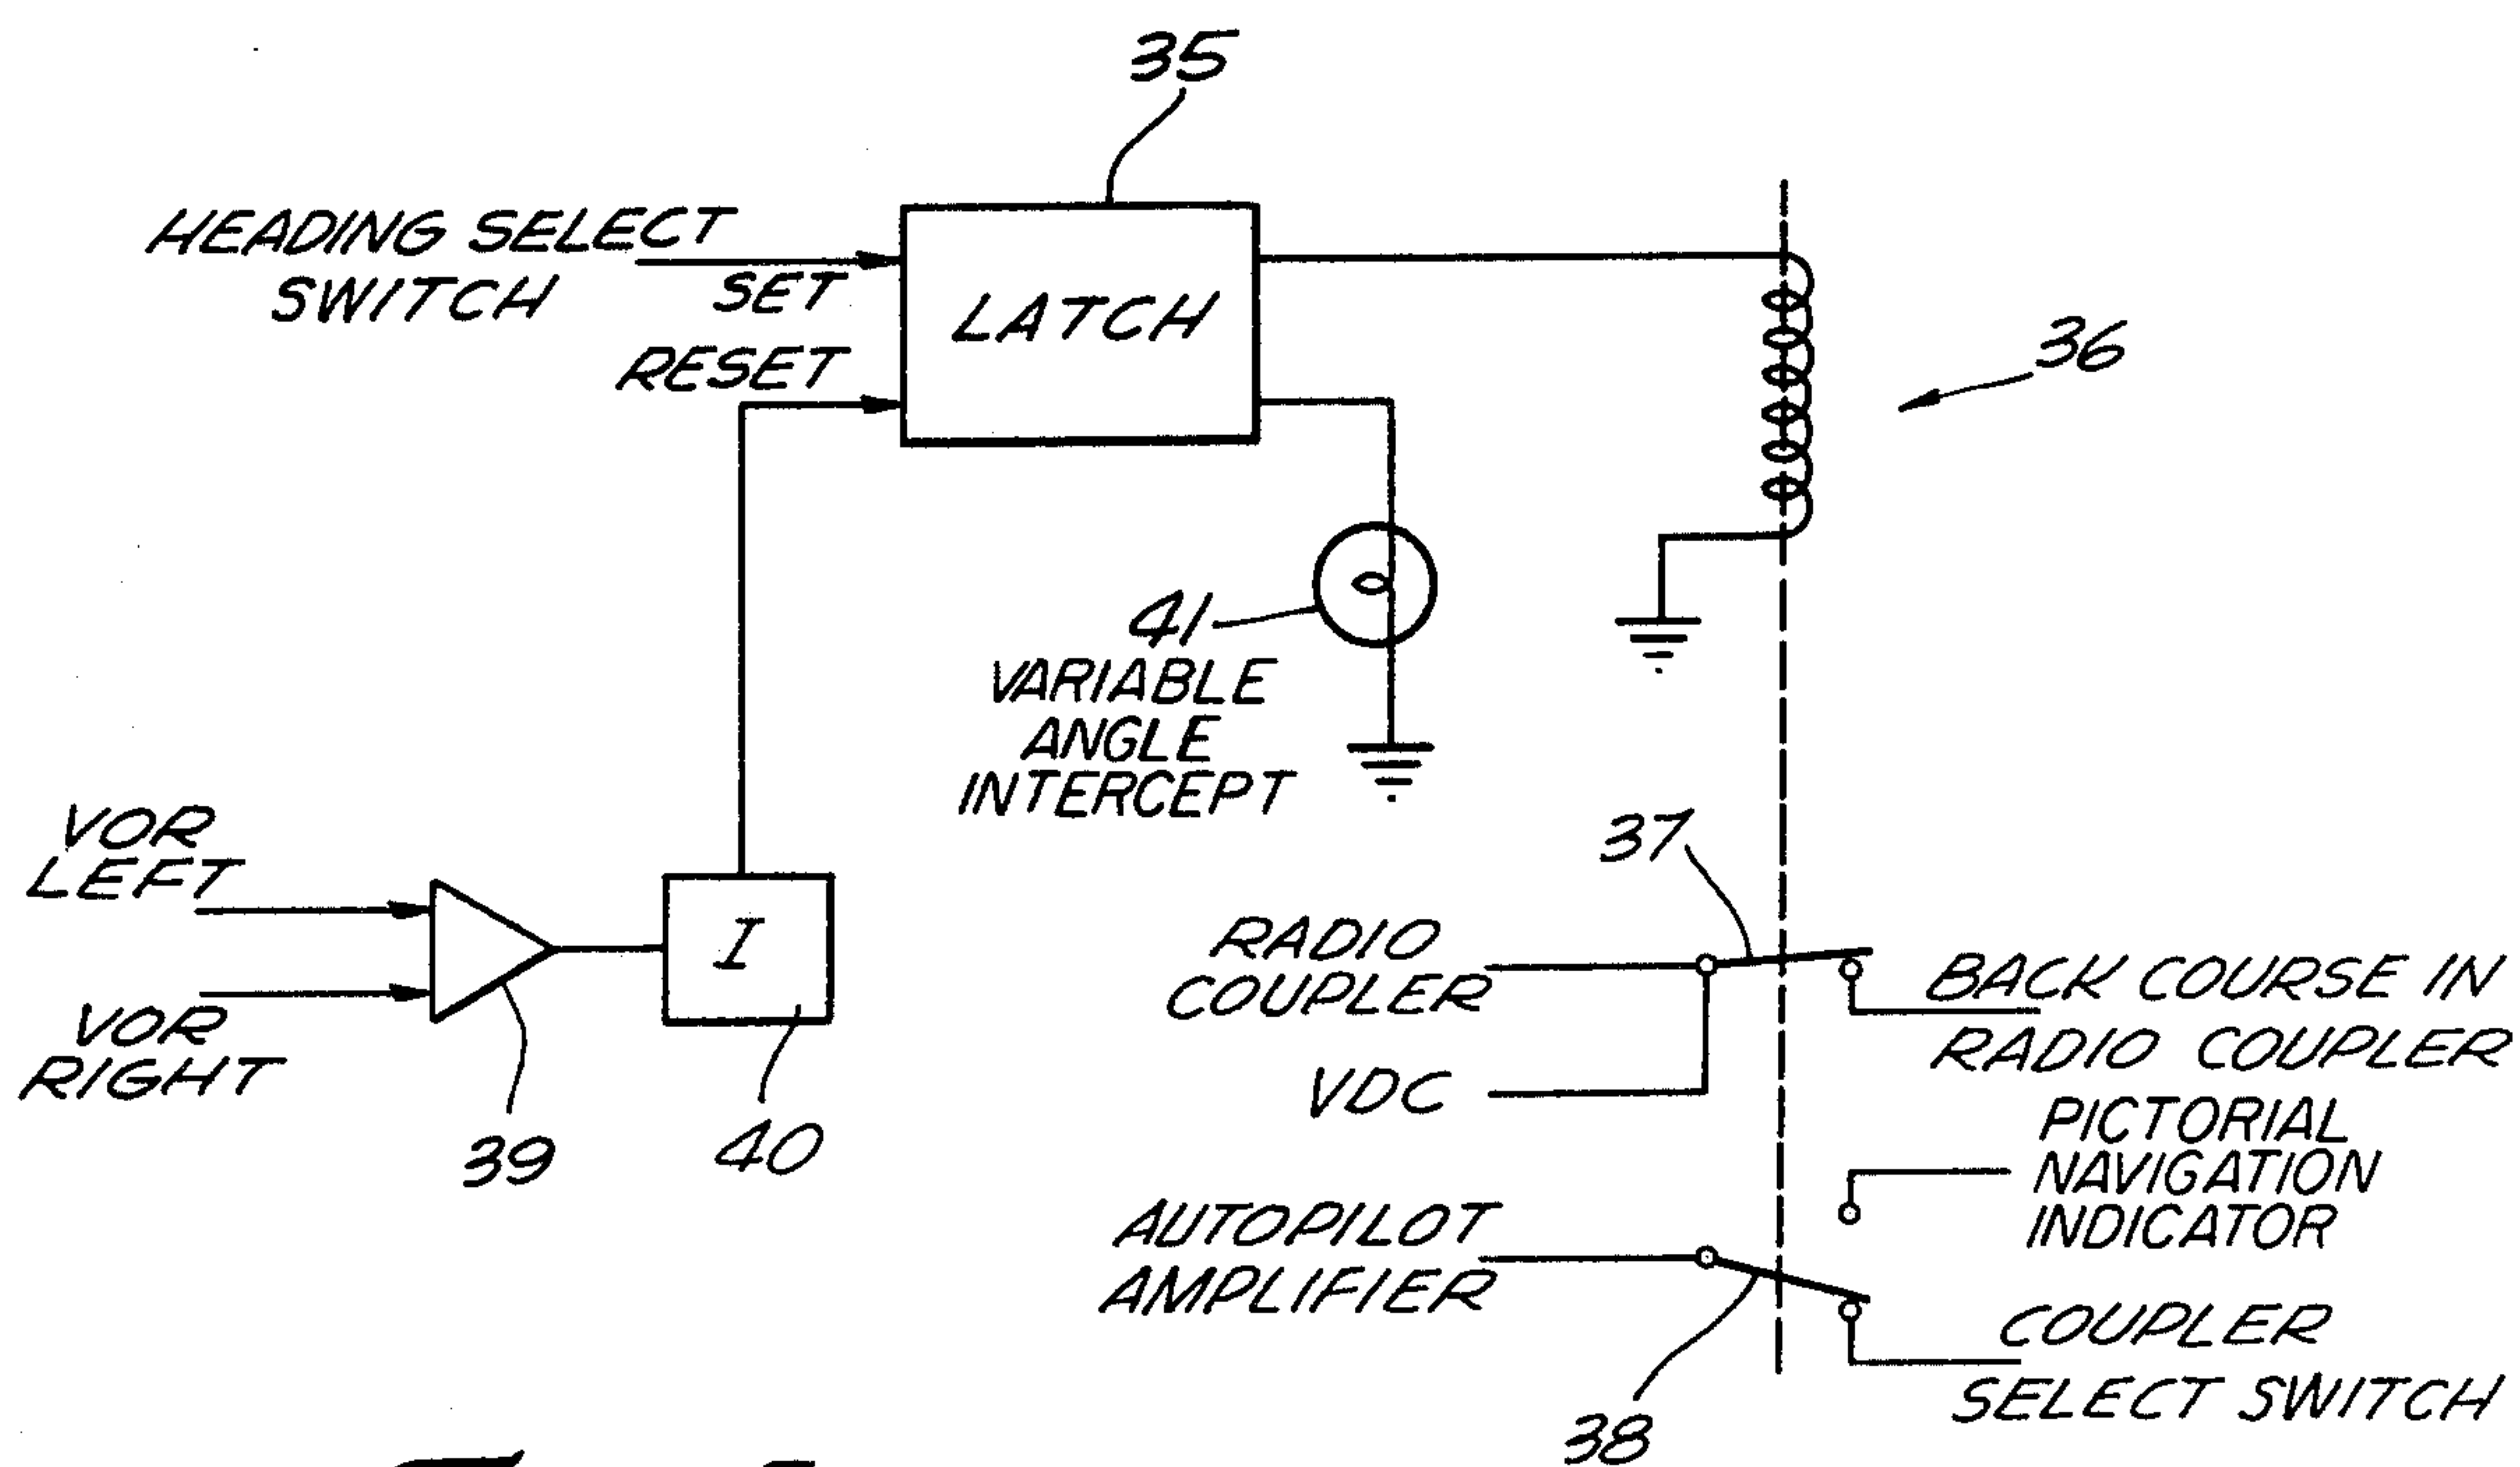 35
HEADING SELECT
SWITCH
SET
RESET
LATCH
36
41
VARIABLE
ANGLE
INTERCEPT
VOR
LEFT
VOR
RIGHT
I
39
40
37
RADIO
COUPLER
BACK COURSE IN
RADIO COUPLER
VDC
PICTORIAL
NAVIGATION
INDICATOR
AUTOPILOT
AMPLIFIER
COUPLER
SELECT SWITCH
38